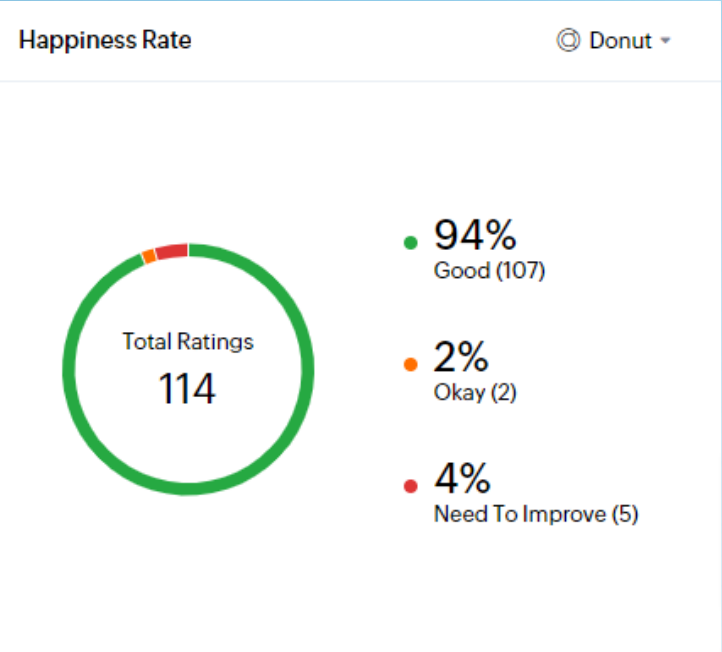 Happiness Rate
Donut
Total Ratings
114
94%
Good (107)
2%
Okay (2)
4%
Need To Improve (5)